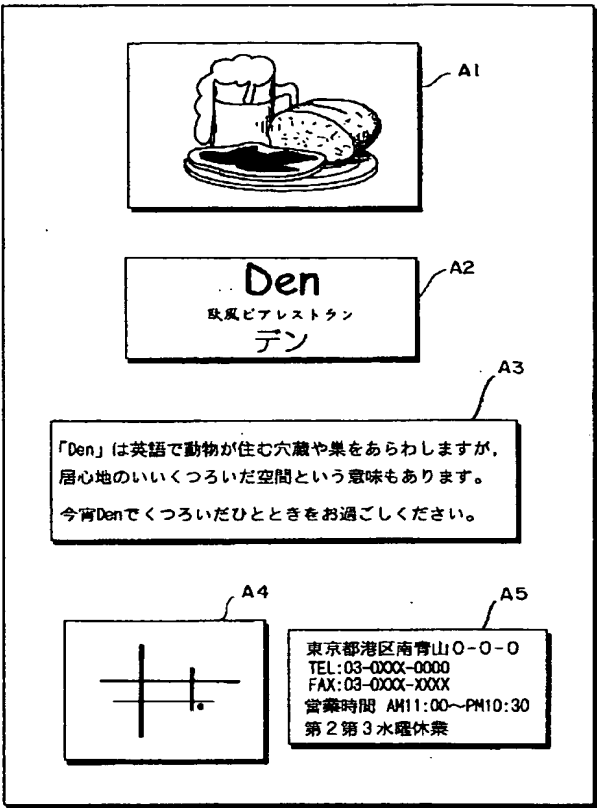 A1
A2
Den
欧風ビアレストラン
デン
A3
「Den」は英語で動物が住む穴蔵や巣をあらわしますが,
居心地のいいくつろいだ空間という意味もあります。
今宵Denでくつろいだひとときをお過ごしください。
A4
A5
東京都港区南青山0-0-0
TEL:03-0XXX-0000
FAX:03-0XXX-XXXX
営業時間 AM11:00～PM10:30
第2第3水曜休業